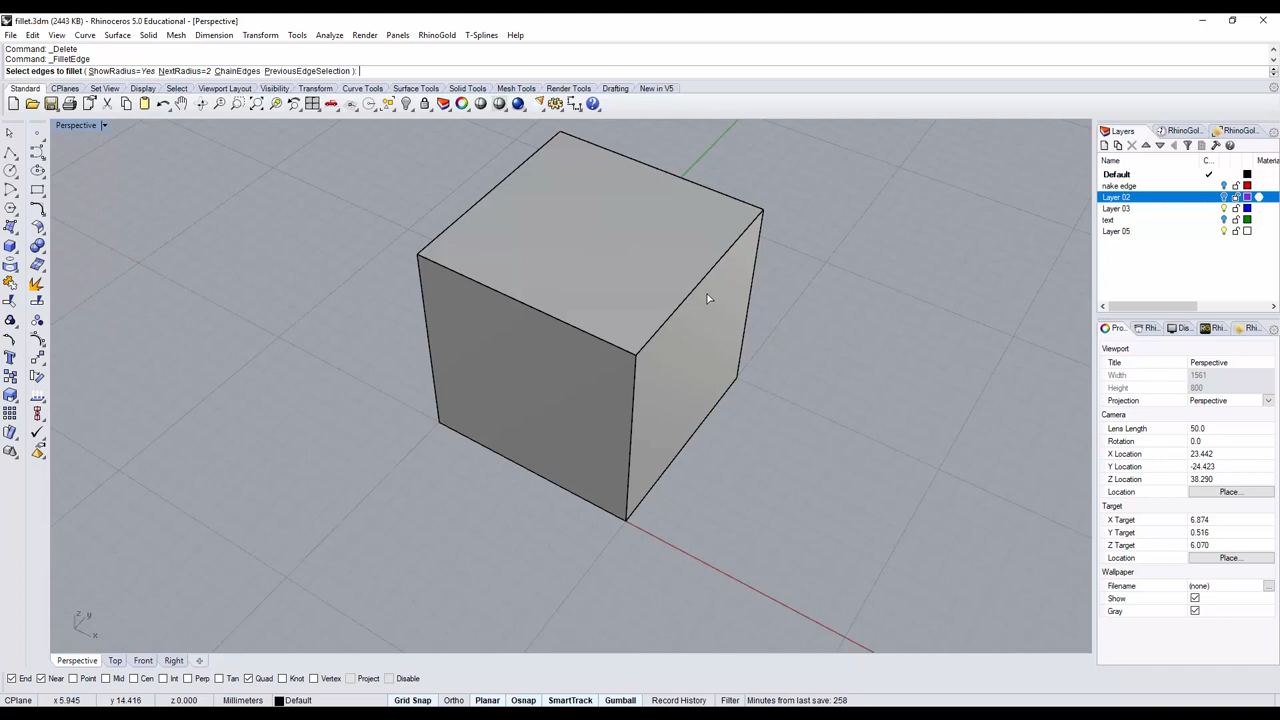 fillet.3dm (2443 KB) - Rhinoceros 5.0 Educational - [Perspective]
File Edit View Curve Surface Solid Mesh Dimension Transform Tools Analyze Render Panels RhinoGold T-Splines Help
Command: _Delete
Command: _FilletEdge
Select edges to fillet ( ShowRadius=Yes NextRadius=2 ChainEdges PreviousEdgeSelection ):
Standard CPlanes Set View Display Select Viewport Layout Visibility Transform Curve Tools Surface Tools Solid Tools Mesh Tools Render Tools Drafting New in V5
Perspective
Layers RhinoGol... RhinoGol...
Name C... Materia
Default
nake edge
Layer 02
Layer 03
text
Layer 05
Pro... Rhi... Dis... Rhi... Rhi...
Viewport
Title Perspective
Width 1561
Height 800
Projection Perspective
Camera
Lens Length 50.0
Rotation 0.0
X Location 23.442
Y Location -24.423
Z Location 38.290
Location Place...
Target
X Target 6.874
Y Target 0.516
Z Target 6.070
Location Place...
Wallpaper
Filename (none) ...
Show
Gray
z y
x
Perspective Top Front Right
End Near Point Mid Cen Int Perp Tan Quad Knot Vertex Project Disable
CPlane x 5.945 y 14.416 z 0.000 Millimeters Default Grid Snap Ortho Planar Osnap SmartTrack Gumball Record History Filter Minutes from last save: 258